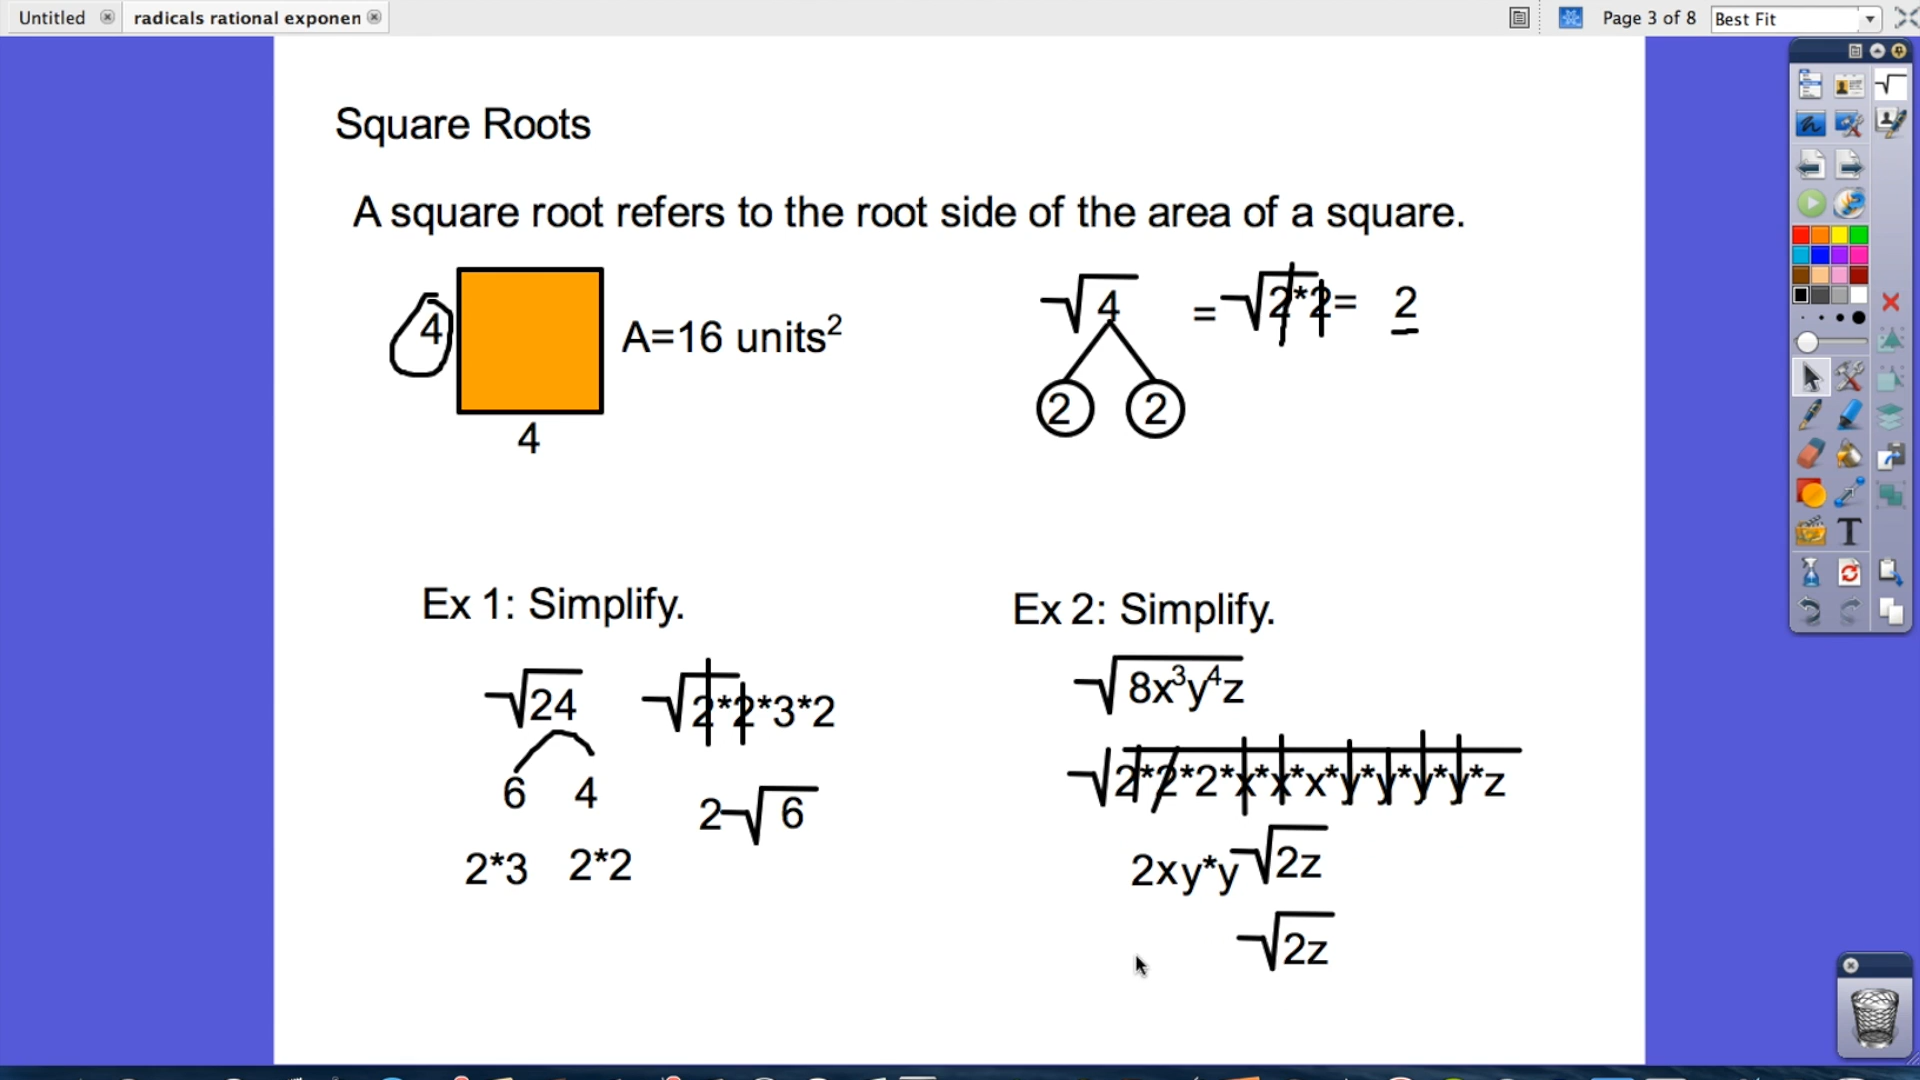 Untitled
radicals rational exponen
Page 3 of 8
Best Fit
Square Roots
A square root refers to the root side of the area of a square.
4
A=16 units²
4
√4 = √2*2 = 2
2 2
Ex 1: Simplify.
√24 √2*2*3*2
6 4
2√6
2*3 2*2
Ex 2: Simplify.
√8x³y⁴z
√2*2*2*x*x*x*y*y*y*y*z
2xy*y√2z
√2z
T